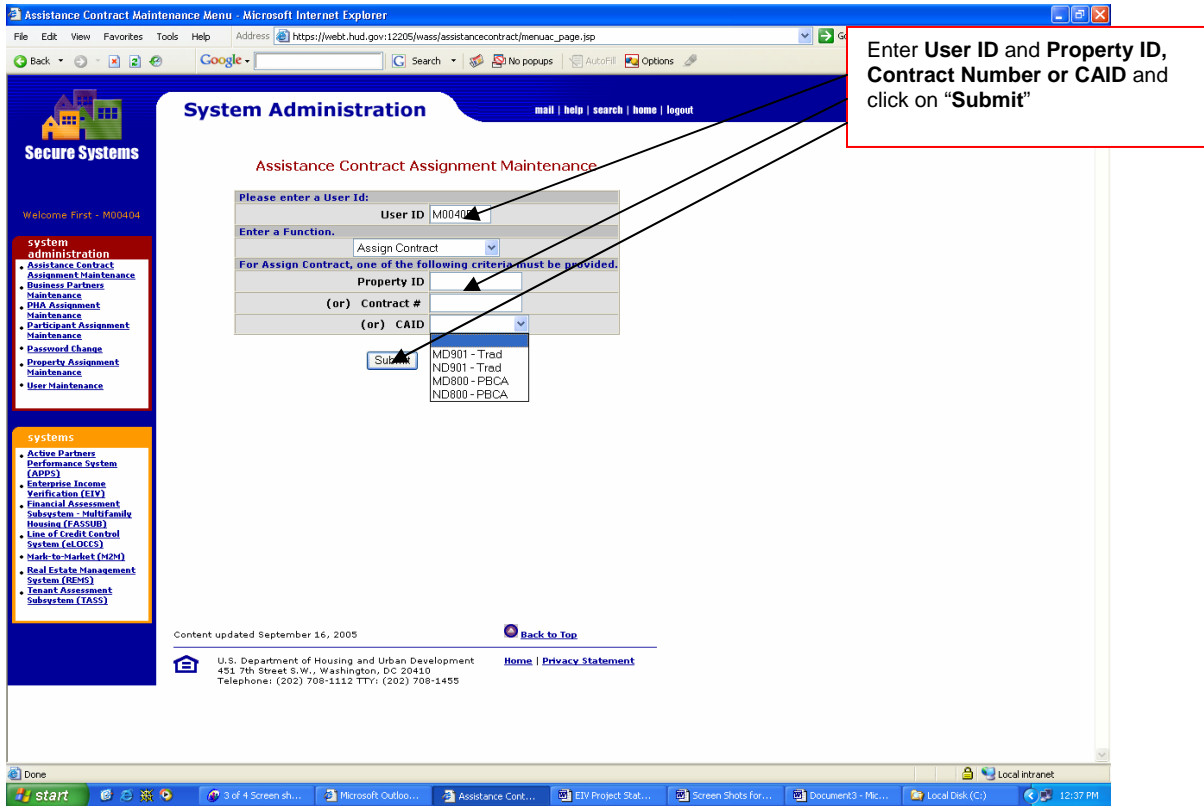 Assistance Contract Maintenance Menu - Microsoft Internet Explorer
File Edit View Favorites Tools Help Address https://webt.hud.gov:12205/wass/assistancecontract/menuac_page.jsp
Back Google Search No popups AutoFill Options
Enter User ID and Property ID,
Contract Number or CAID and
click on “Submit”
Secure Systems
System Administration
mail | help | search | home | logout
Welcome First - M00404
Assistance Contract Assignment Maintenance
Please enter a User Id:
User ID
Enter a Function.
Assign Contract
For Assign Contract, one of the following criteria must be provided.
Property ID
(or) Contract #
(or) CAID
MD901 - Trad
ND901 - Trad
MD800 - PBCA
ND800 - PBCA
Submit
system
administration
Assistance Contract
Assignment Maintenance
Business Partners
Maintenance
PHA Assignment
Maintenance
Participant Assignment
Maintenance
Password Change
Property Assignment
Maintenance
User Maintenance
systems
Active Partners
Performance System
(APPS)
Enterprise Income
Verification (EIV)
Financial Assessment
Subsystem - Multifamily
Housing (FASSUB)
Line of Credit Control
System (eLOCCS)
Mark-to-Market (M2M)
Real Estate Management
System (REMS)
Tenant Assessment
Subsystem (TASS)
Content updated September 16, 2005
Back to Top
U.S. Department of Housing and Urban Development
451 7th Street S.W., Washington, DC 20410
Telephone: (202) 708-1112 TTY: (202) 708-1455
Home | Privacy Statement
Done
Local intranet
start
3 of 4 Screen sh...
Microsoft Outloo...
Assistance Cont...
EIV Project Stat...
Screen Shots for...
Document3 - Mic...
Local Disk (C:)
12:37 PM